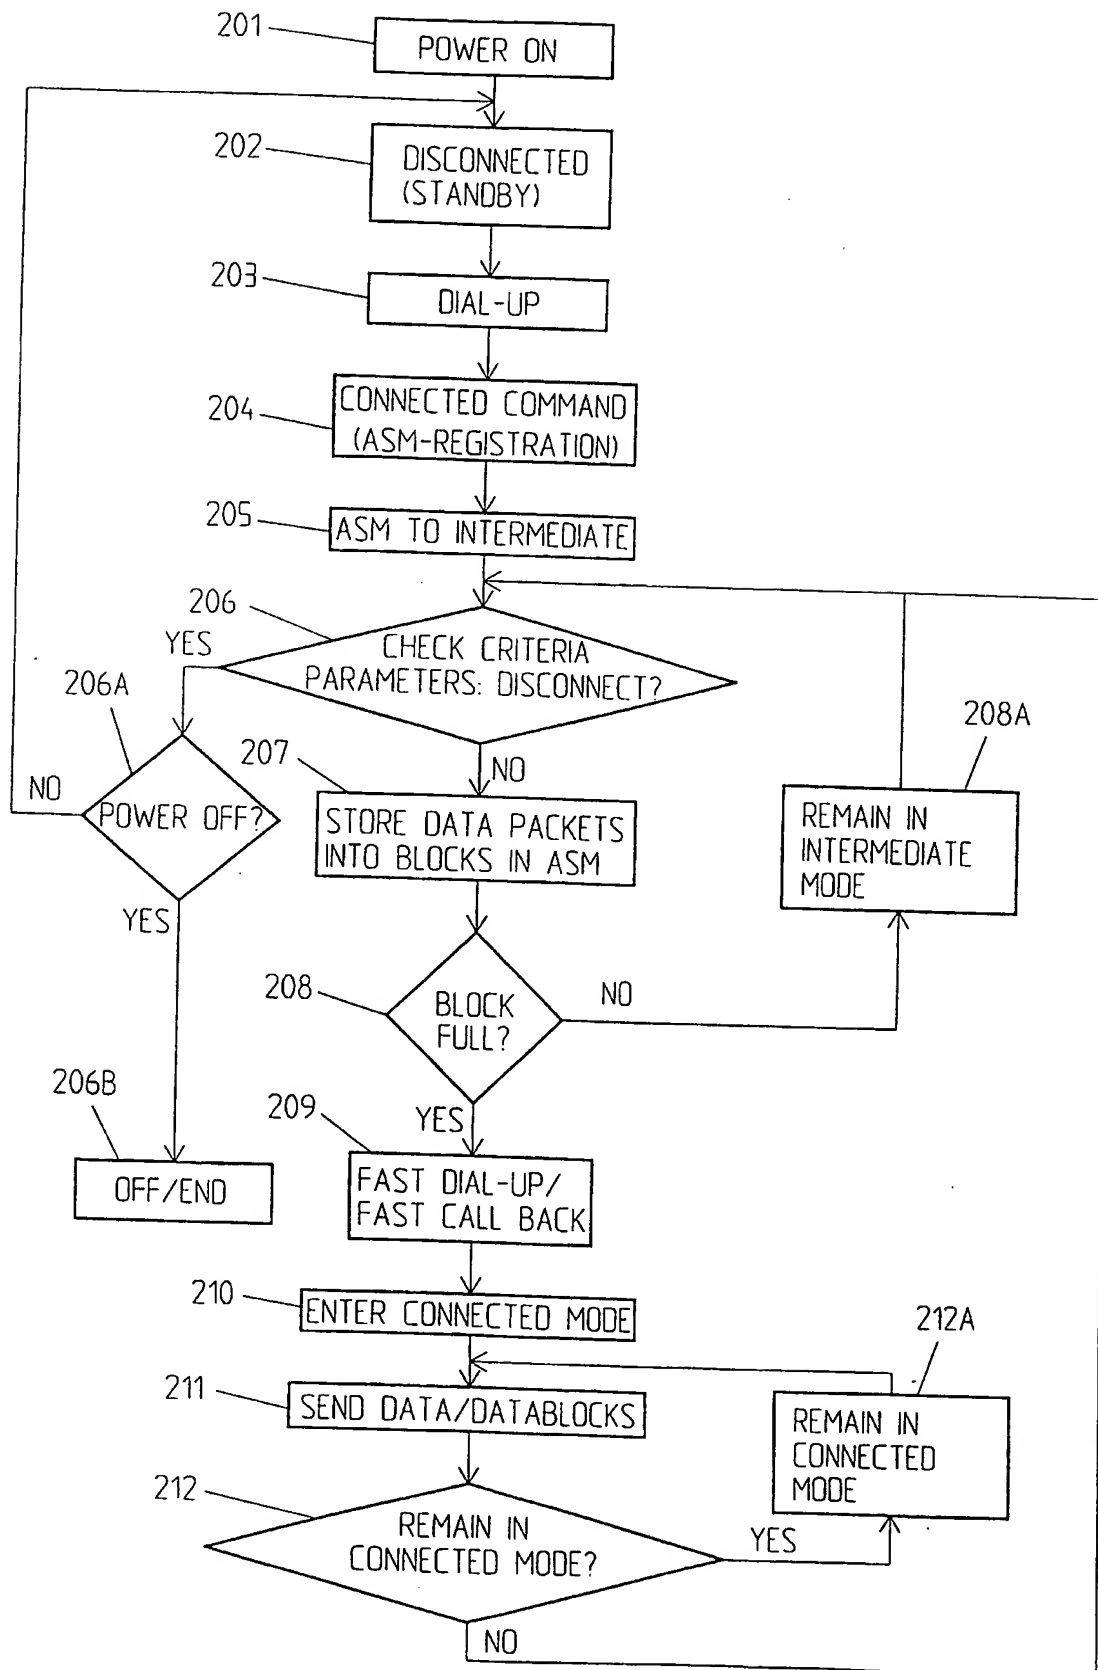 201
POWER ON
202
DISCONNECTED
(STANDBY)
203
DIAL-UP
204
CONNECTED COMMAND
(ASM-REGISTRATION)
205
ASM TO INTERMEDIATE
206
YES
CHECK CRITERIA
PARAMETERS: DISCONNECT?
206A
NO
POWER OFF?
YES
207
NO
STORE DATA PACKETS
INTO BLOCKS IN ASM
208A
REMAIN IN
INTERMEDIATE
MODE
208
BLOCK
FULL?
NO
YES
206B
OFF/END
209
FAST DIAL-UP/
FAST CALL BACK
210
ENTER CONNECTED MODE
211
SEND DATA/DATABLOCKS
212A
REMAIN IN
CONNECTED
MODE
212
REMAIN IN
CONNECTED MODE?
YES
NO